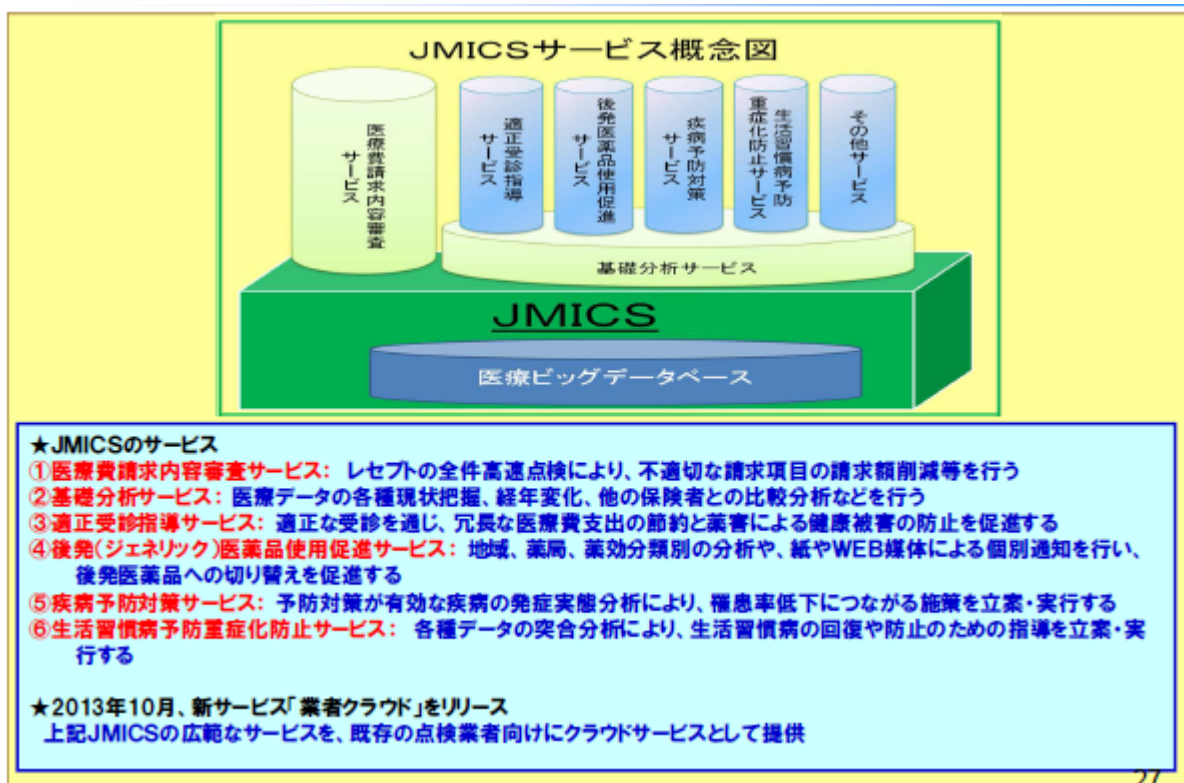 JMICSサービス概念図
医療費請求内容審査
サービス
適正受診指導
サービス
後発医薬品使用促進
サービス
疾病予防対策
サービス
生活習慣病予防
重症化防止サービス
その他サービス
基礎分析サービス
JMICS
医療ビッグデータベース
★JMICSのサービス
①医療費請求内容審査サービス： レセプトの全件高速点検により、不適切な請求項目の請求額削減等を行う
②基礎分析サービス： 医療データの各種現状把握、経年変化、他の保険者との比較分析などを行う
③適正受診指導サービス： 適正な受診を通じ、冗長な医療費支出の節約と薬害による健康被害の防止を促進する
④後発（ジェネリック）医薬品使用促進サービス： 地域、薬局、薬効分類別の分析や、紙やWEB媒体による個別通知を行い、
後発医薬品への切り替えを促進する
⑤疾病予防対策サービス： 予防対策が有効な疾病の発症実態分析により、罹患率低下につながる施策を立案・実行する
⑥生活習慣病予防重症化防止サービス： 各種データの突合分析により、生活習慣病の回復や防止のための指導を立案・実
行する
★2013年10月、新サービ「業者クラウド」をリリース
上記JMICSの広範なサービスを、既存の点検業者向けにクラウドサービスとして提供
27